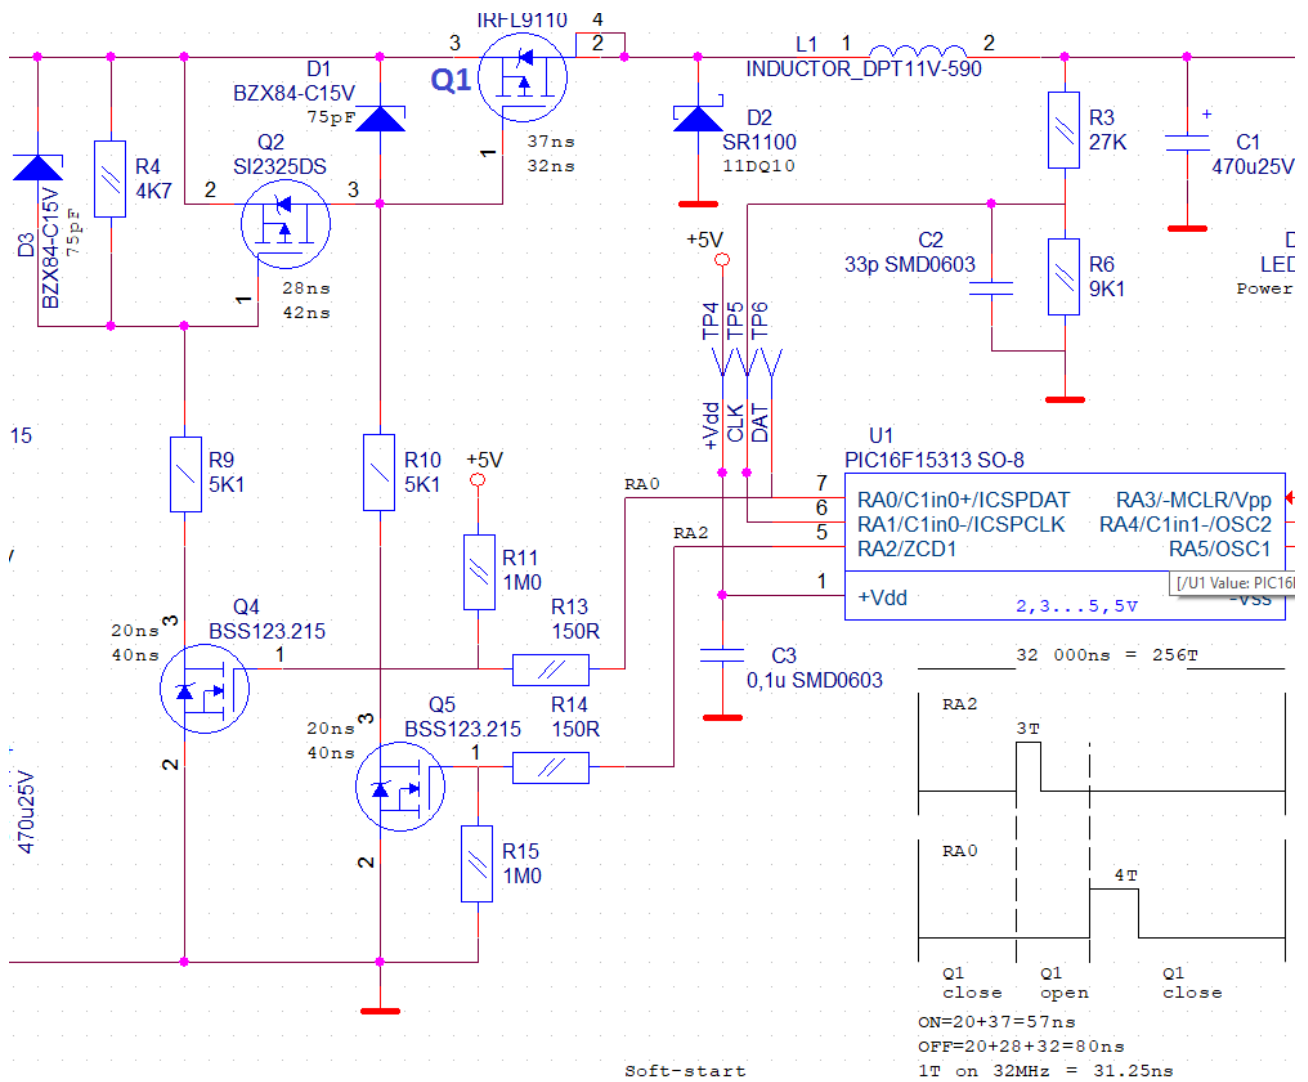 IRFL9110
4
3
2
Q1
L1
1
2
INDUCTOR_DPT11V-590
D1
BZX84-C15V
75pF
D2
SR1100
11DQ10
R3
27K
+
C1
470u25V
Q2
SI2325DS
37ns
32ns
1
R4
4K7
2
3
D3
BZX84-C15V
75pF
28ns
42ns
1
+5V
C2
33p SMD0603
R6
9K1
D
LED
Power
TP4
TP5
TP6
+Vdd
CLK
DAT
15
R9
5K1
R10
5K1
+5V
U1
PIC16F15313 SO-8
RA0
7
RA0/C1in0+/ICSPDAT
RA3/-MCLR/Vpp
6
RA1/C1in0-/ICSPCLK
RA4/C1in1-/OSC2
RA2
5
RA2/ZCD1
RA5/OSC1
[/U1 Value: PIC16
1
+Vdd
2,3...5,5V
-VSS
R11
1M0
Q4
BSS123.215
20ns
40ns
3
1
2
R13
150R
C3
0,1u SMD0603
Q5
BSS123.215
20ns
40ns
3
1
2
R14
150R
R15
1M0
470u25V
32 000ns = 256T
RA2
3T
RA0
4T
Q1
close
Q1
open
Q1
close
ON=20+37=57ns
OFF=20+28+32=80ns
1T on 32MHz = 31.25ns
Soft-start